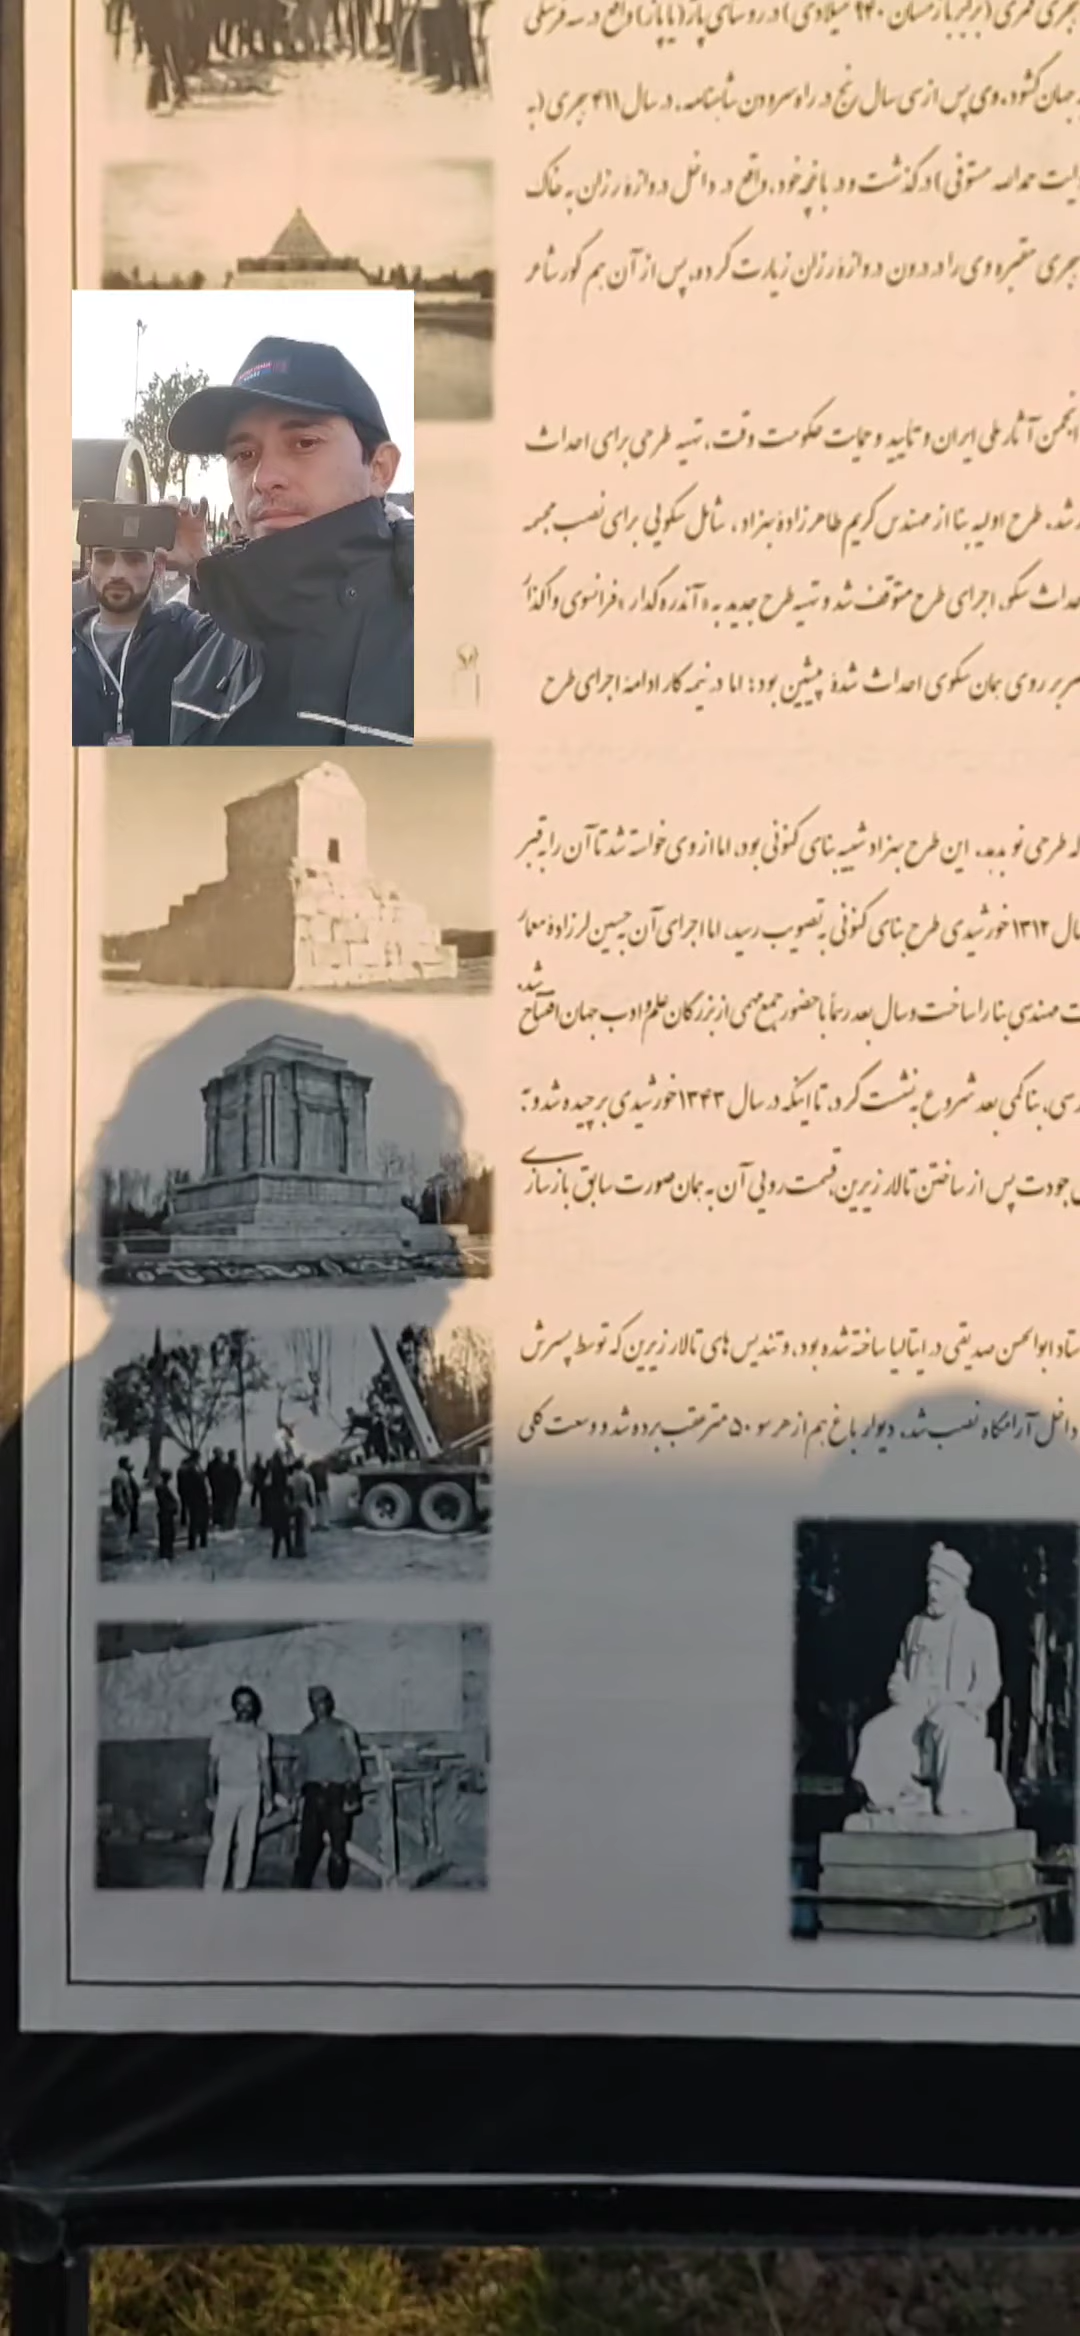 هجری قمری (برابر با زمستان ۹۴۰ میلادی) در روستای پاژ (یا پاز) واقع در سه فرسخی
جهان گشود، وی پس از سی سال رنج در راه سرودن شاهنامه، در سال ۴۱۱ هجری (به
حمدالله مستوفی) درگذشت و در باغچه خود، واقع در داخل دروازه رزان به خاک
هجری مقبره وی را در درون دروازه رزان زیارت کرده، پس از آن هم گور شاعر
انجمن آثار ملی ایران و تأیید و حمایت حکومت وقت، تهیه طرحی برای احداث
شد. طرح اولیه بنا از مهندس کریم طاهرزاده بهزاد، شامل سکویی برای نصب مجسمه
احداث سکو، اجرای طرح متوقف شد و تهیه طرح جدید به «آندره گدار» فرانسوی واگذار
بر روی همان سکوی احداث شدهٔ پیشین بود؛ اما در نیمه کار ادامهٔ اجرای طرح
که طرحی نو بدهد. این طرح بهزاد شبیه بنای کنونی بود، اما از وی خواسته شد تا آن را به قبر
سال ۱۳۱۲ خورشیدی طرح بنای کنونی به تصویب رسید، اما اجرای آن به حسین لرزاده معمار
مهندسی بنا را ساخت و سال بعد رسماً با حضور جمع مهمی از بزرگان علم و ادب جهان افتتاح شد
بنا کمی بعد شروع به نشست کرد، تا اینکه در سال ۱۳۴۳ خورشیدی برچیده شد و به
جودت پس از ساختن تالار زیرین، قسمت رویی آن به همان صورت سابق بازسازی
استاد ابوالحسن صدیقی در ایتالیا ساخته شده بود، و تندیس های تالار زیرین که توسط پسرش
داخل آرامگاه نصب شد. دیوار باغ هم از هر سو ۵۰ متر عقب برده شد و وسعت کلی